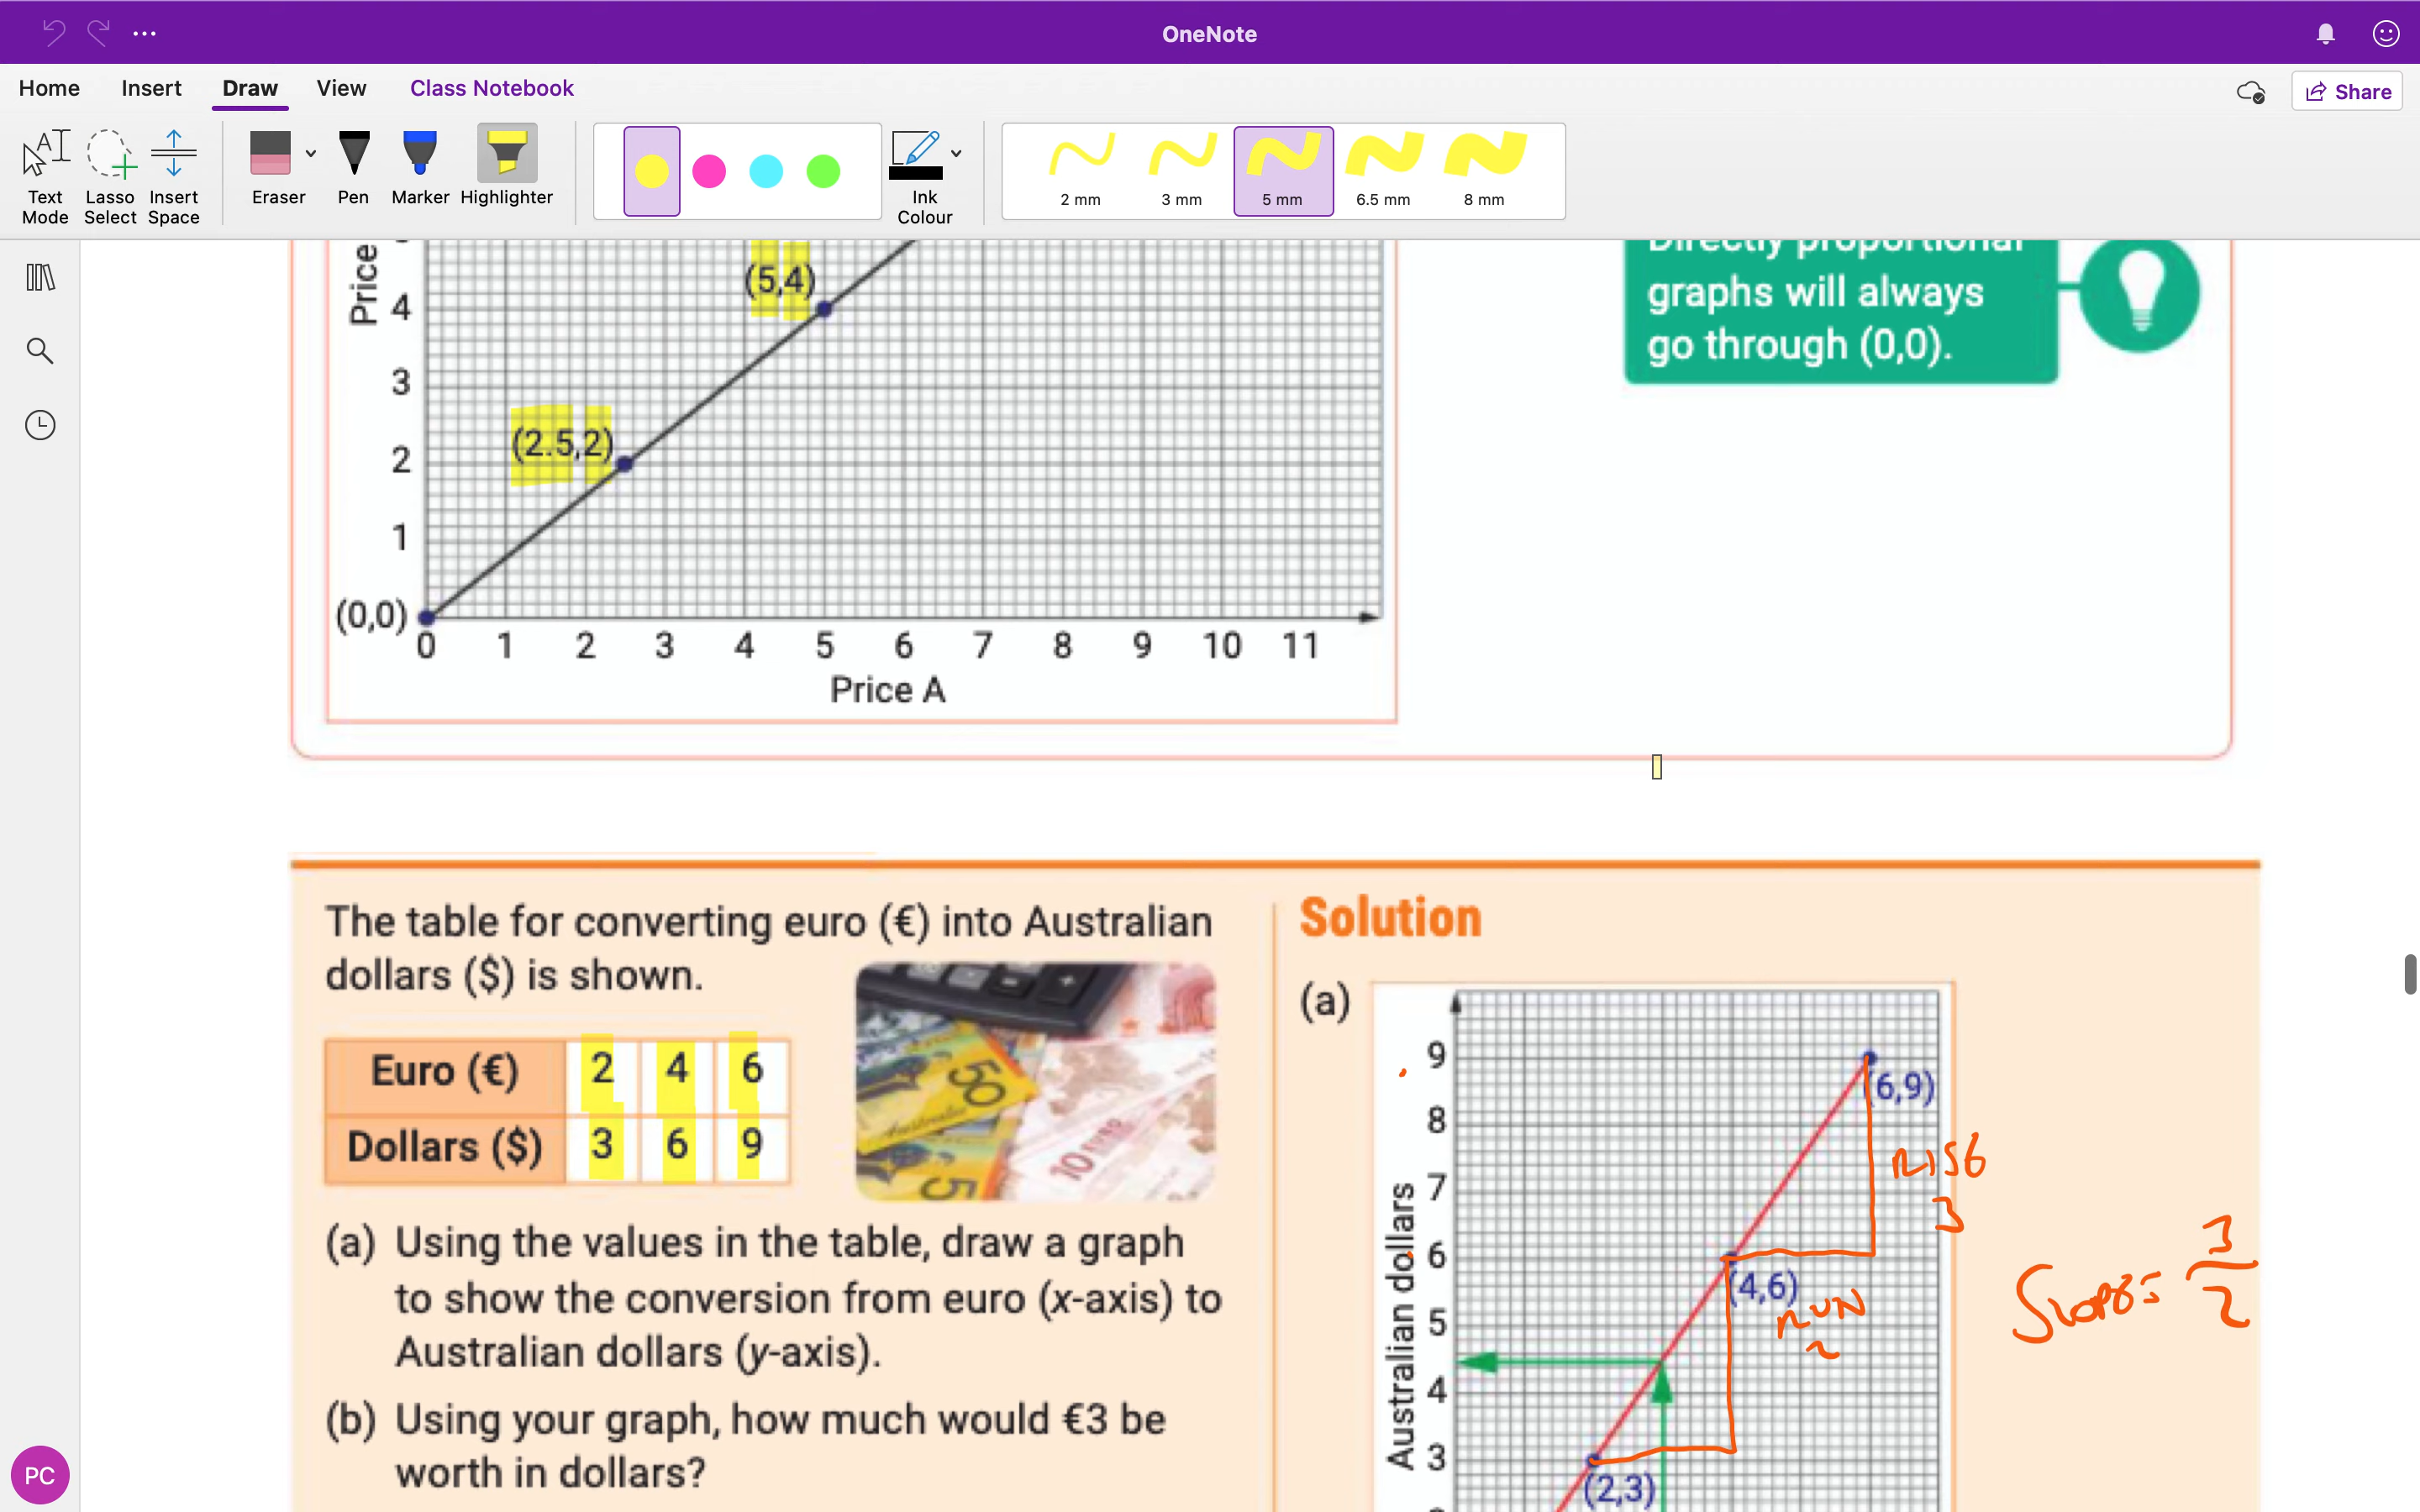 OneNote
Home Insert Draw View Class Notebook Share
Text Mode
Lasso Select
Insert Space
Eraser
Pen
Marker
Highlighter
Ink Colour
2 mm
3 mm
5 mm
6.5 mm
8 mm
Price
4
3
2
1
(5,4)
(2.5,2)
(0,0)
0 1 2 3 4 5 6 7 8 9 10 11
Price A
Directly proportional
graphs will always
go through (0,0).
The table for converting euro (€) into Australian
dollars ($) is shown.
Euro (€) 2 4 6
Dollars ($) 3 6 9
50
Australia
10 EURO
5
(a) Using the values in the table, draw a graph
to show the conversion from euro (x-axis) to
Australian dollars (y-axis).
(b) Using your graph, how much would €3 be
worth in dollars?
Solution
(a)
Australian dollars
9
8
7
6
5
4
3
(6,9)
(4,6)
(2,3)
RISE
3
RUN
2
SLOPE = 3/2
PC